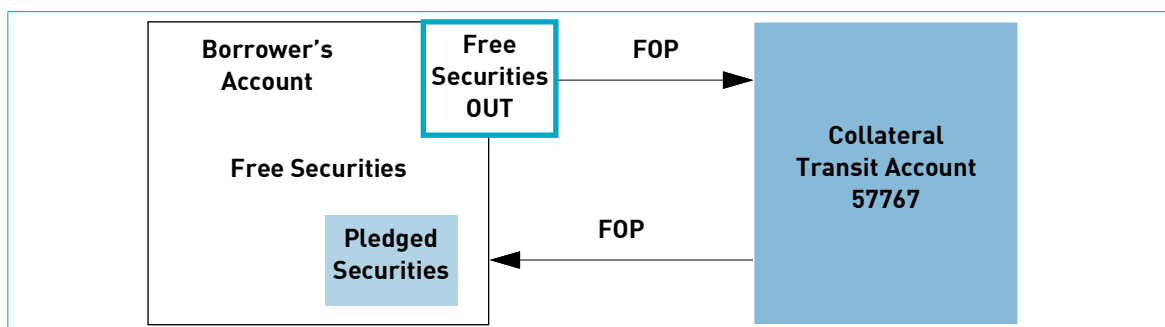 Borrower’s
Account
Free
Securities
OUT
FOP
Free Securities
Collateral
Transit Account
57767
Pledged
Securities
FOP